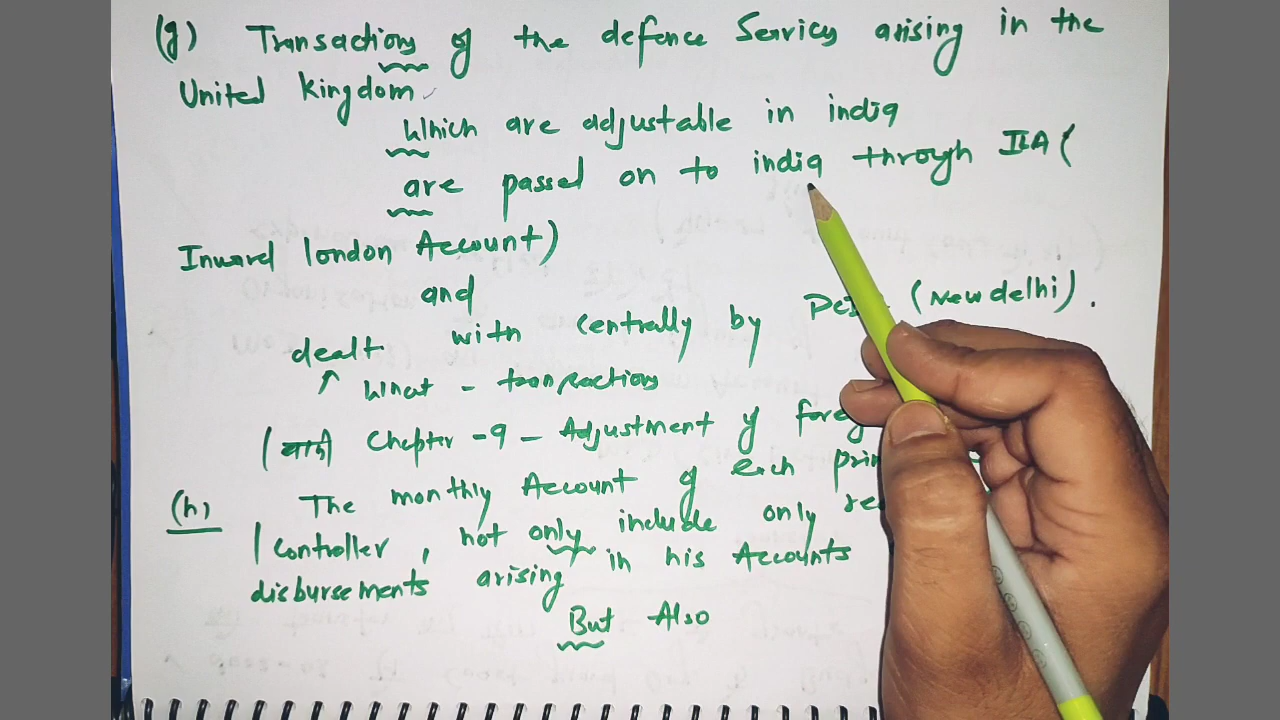 (g) Transactions of the defence Services arising in the
United kingdom
Which are adjustable in india
are passed on to india through ILA (
Inward london Account)
and
dealt with centrally by (New delhi).
transactions
Chapter - 9 - Adjustment of
(h) The monthly Account of each
/ Controller, not only include only
disbursements arising in his Accounts
But Also